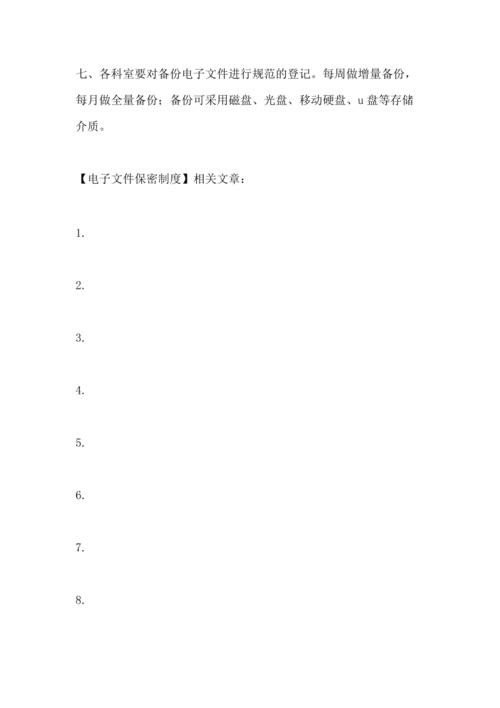 七、各科室要对备份电子文件进行规范的登记。每周做增量备份，
每月做全量备份；备份可采用磁盘、光盘、移动硬盘、u 盘等存储
介质。
【电子文件保密制度】相关文章：
1.
2.
3.
4.
5.
6.
7.
8.